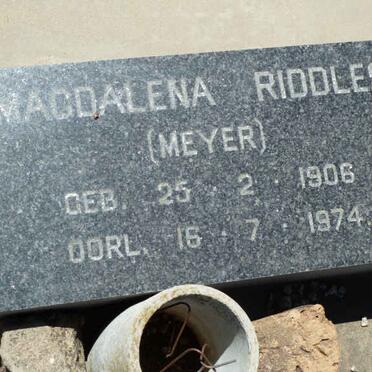 MAGDALENA RIDDLES
(MEYER)
GEB. 25 · 2 · 1906
OORL. 16 · 7 · 1974.